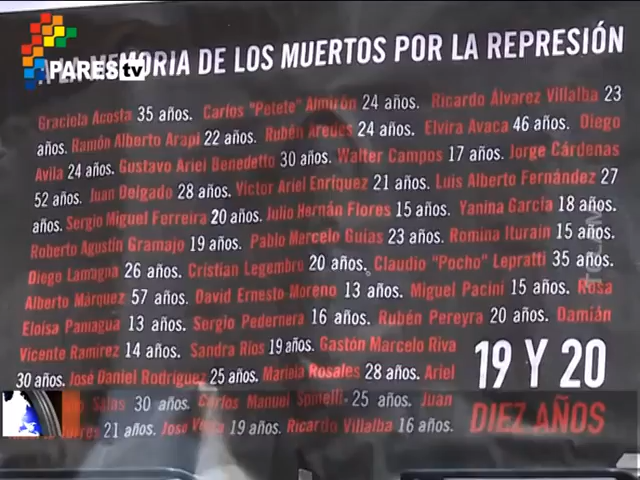 PARES tv
A LA MEMORIA DE LOS MUERTOS POR LA REPRESIÓN
Graciela Acosta 35 años. Carlos "Petete" Almirón 24 años. Ricardo Álvarez Villalba 23
años. Ramón Alberto Arapi 22 años. Rubén Aredes 24 años. Elvira Avaca 46 años. Diego
Avila 24 años. Gustavo Ariel Benedetto 30 años. Walter Campos 17 años. Jorge Cárdenas
52 años. Juan Delgado 28 años. Víctor Ariel Enríquez 21 años. Luis Alberto Fernández 27
años. Sergio Miguel Ferreira 20 años. Julio Hernán Flores 15 años. Yanina García 18 años.
Roberto Agustín Gramajo 19 años. Pablo Marcelo Guías 23 años. Romina Iturain 15 años.
Diego Lamagna 26 años. Cristian Legembre 20 años. Claudio "Pocho" Lepratti 35 años.
Alberto Márquez 57 años. David Ernesto Moreno 13 años. Miguel Pacini 15 años. Rosa
Eloísa Paniagua 13 años. Sergio Pedernera 16 años. Rubén Pereyra 20 años. Damián
Vicente Ramírez 14 años. Sandra Ríos 19 años. Gastón Marcelo Riva
30 años. José Daniel Rodríguez 25 años. Mariela Rosales 28 años. Ariel
Salas 30 años. Carlos Manuel Spinelli 25 años. Juan
Torres 21 años. José Vega 19 años. Ricardo Villalba 16 años.
19 Y 20
DIEZ AÑOS